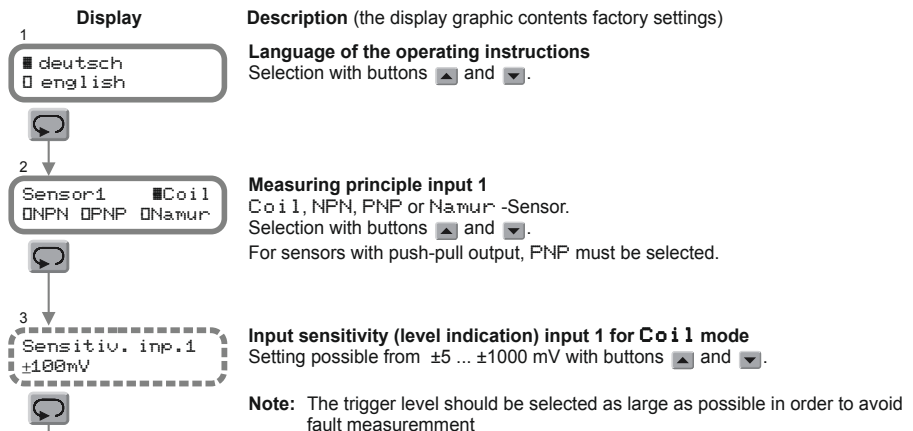 Display
Description (the display graphic contents factory settings)
1
deutsch
english
Language of the operating instructions
Selection with buttons and .
2
Sensor1 Coil
NPN PNP Namur
Measuring principle input 1
Coil, NPN, PNP or Namur -Sensor.
Selection with buttons and .
For sensors with push-pull output, PNP must be selected.
3
Sensitiv. inp.1
±100mV
Input sensitivity (level indication) input 1 for Coil mode
Setting possible from ±5 ... ±1000 mV with buttons and .
Note: The trigger level should be selected as large as possible in order to avoid
fault measuremment